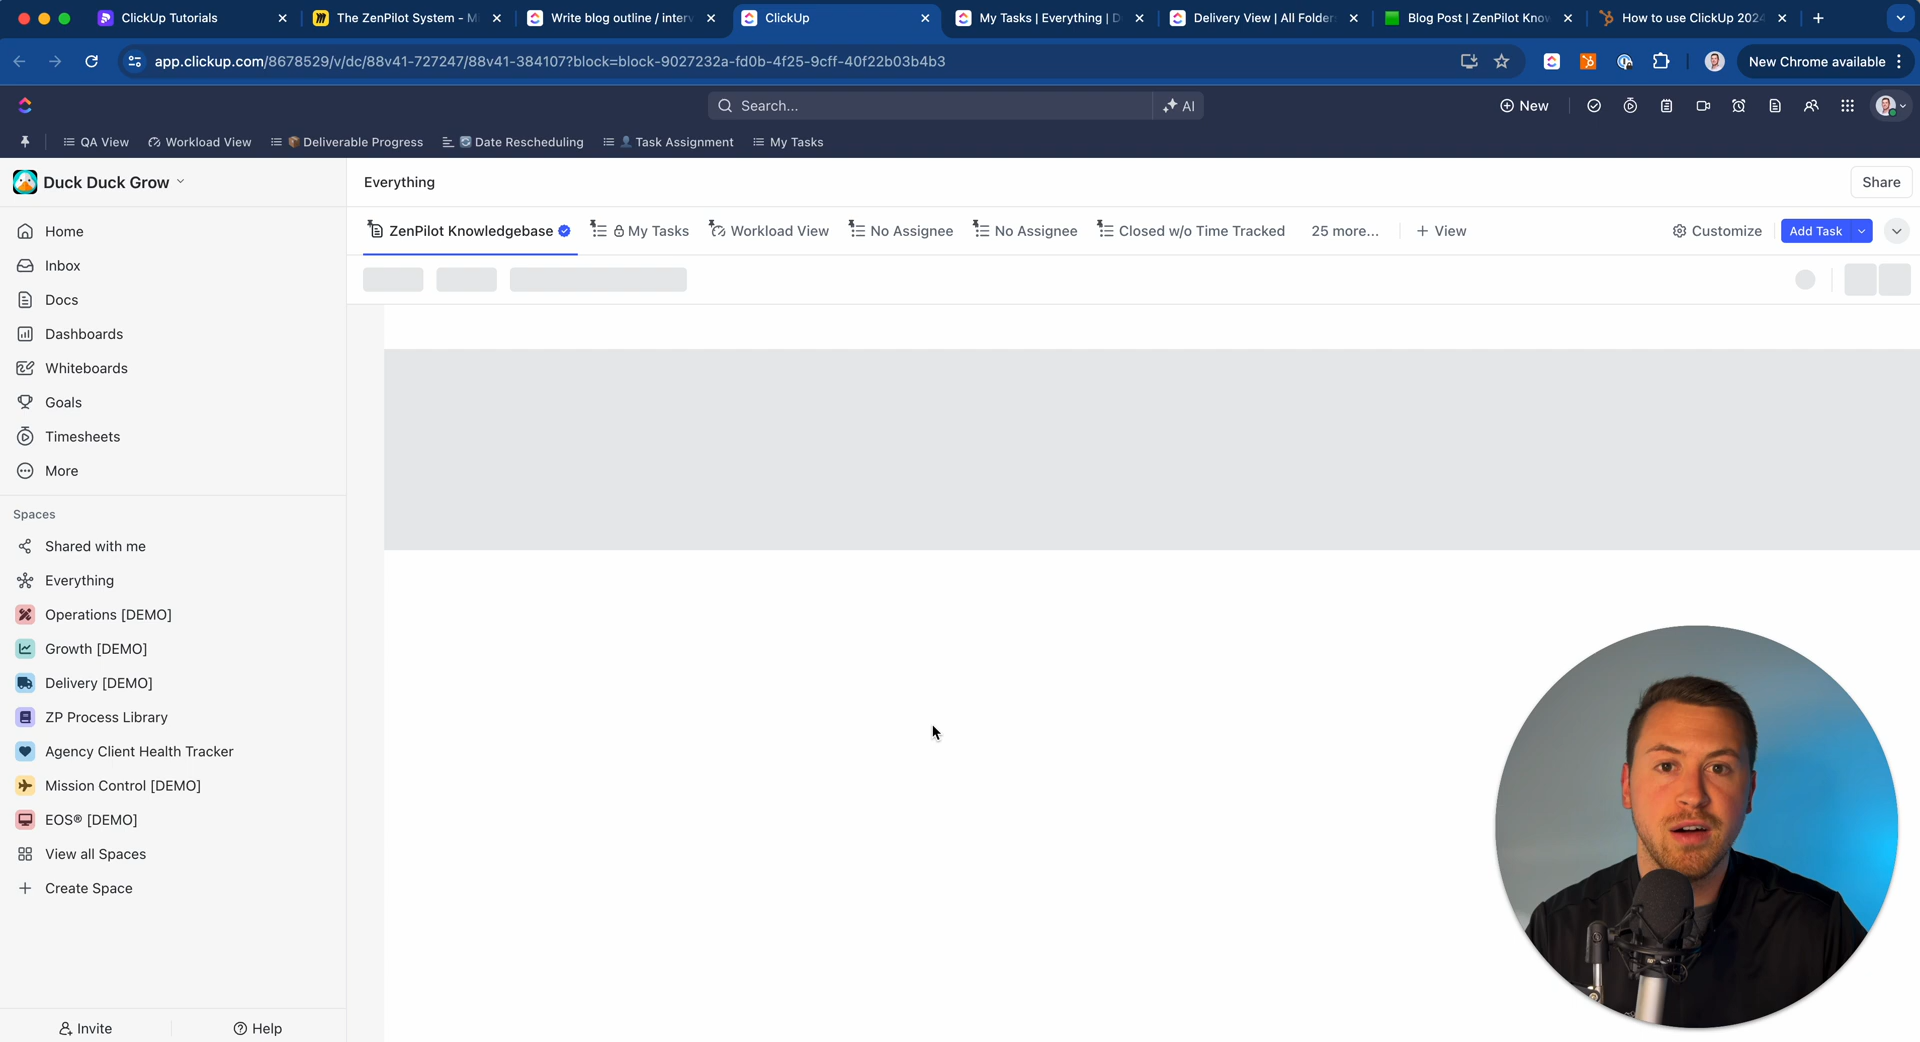 ClickUp Tutorials
The ZenPilot System - Mi
Write blog outline / interv
ClickUp
My Tasks | Everything | D
Delivery View | All Folder
Blog Post | ZenPilot Know
How to use ClickUp 2024
app.clickup.com/8678529/v/dc/88v41-727247/88v41-384107?block=block-9027232a-fd0b-4f25-9cff-40f22b03b4b3
New Chrome available
Search...
AI
New
QA View
Workload View
Deliverable Progress
Date Rescheduling
Task Assignment
My Tasks
Duck Duck Grow
Everything
Share
ZenPilot Knowledgebase
My Tasks
Workload View
No Assignee
No Assignee
Closed w/o Time Tracked
25 more...
+ View
Customize
Add Task
Home
Inbox
Docs
Dashboards
Whiteboards
Goals
Timesheets
More
Spaces
Shared with me
Everything
Operations [DEMO]
Growth [DEMO]
Delivery [DEMO]
ZP Process Library
Agency Client Health Tracker
Mission Control [DEMO]
EOS® [DEMO]
View all Spaces
+ Create Space
Invite
Help